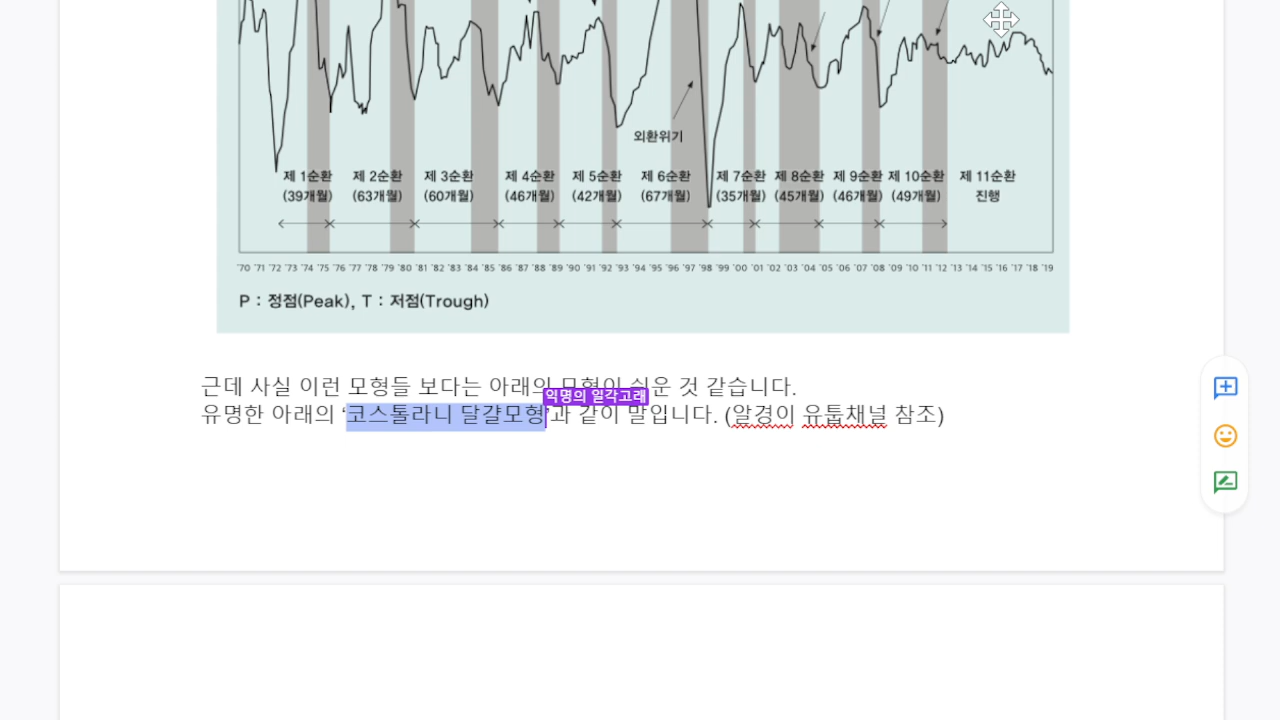 외환위기
제 1순환 제 2순환 제 3순환 제 4순환 제 5순환 제 6순환 제 7순환 제 8순환 제 9순환 제 10순환 제 11순환
(39개월) (63개월) (60개월) (46개월) (42개월) (67개월) (35개월) (45개월) (46개월) (49개월) 진행
'70 '71 '72 '73 '74 '75 '76 '77 '78 '79 '80 '81 '82 '83 '84 '85 '86 '87 '88 '89 '90 '91 '92 '93 '94 '95 '96 '97 '98 '99 '00 '01 '02 '03 '04 '05 '06 '07 '08 '09 '10 '11 '12 '13 '14 '15 '16 '17 '18 '19
P : 정점(Peak), T : 저점(Trough)
근데 사실 이런 모형들 보다는 아래의 모형이 쉬운 것 같습니다.
익명의 일각고래
유명한 아래의 ‘코스톨라니 달걀모형’과 같이 말입니다. (알경이 유튭채널 참조)